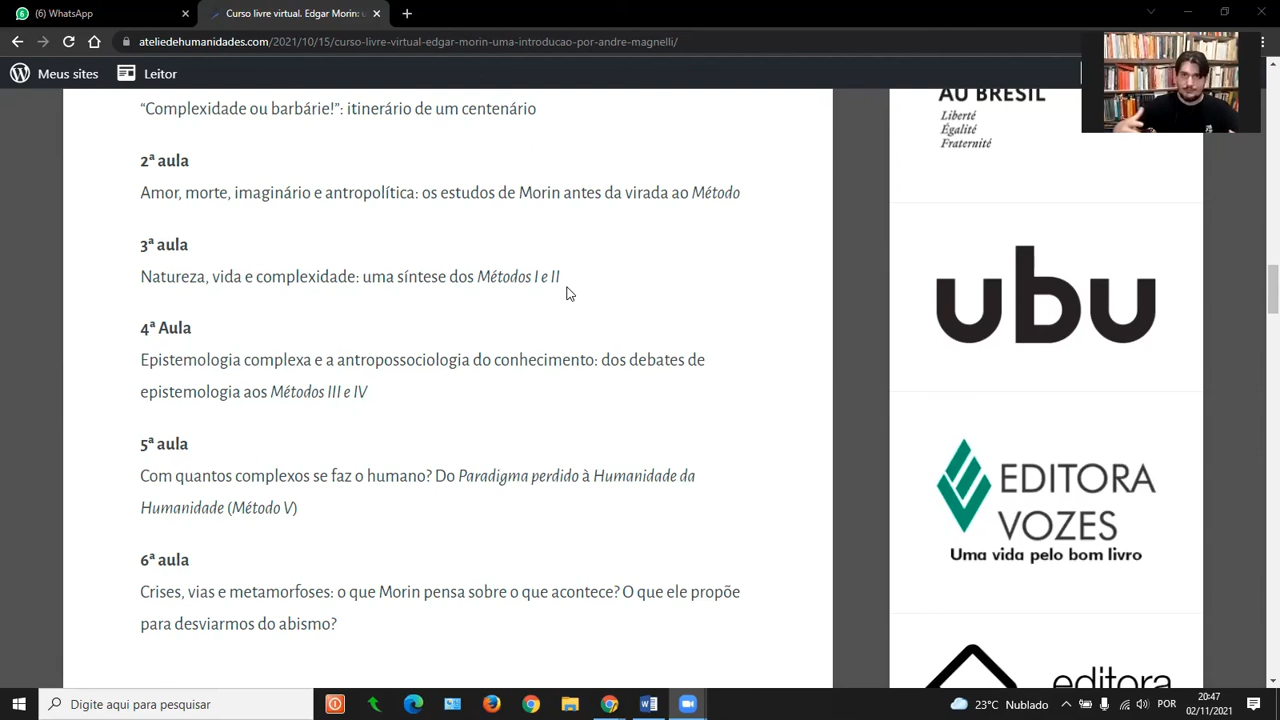 (6) WhatsApp
Curso livre virtual. Edgar Morin: u
ateliedehumanidades.com/2021/10/15/curso-livre-virtual-edgar-morin-uma-introducao-por-andre-magnelli/
Meus sites
Leitor
“Complexidade ou barbárie!”: itinerário de um centenário
2ª aula
Amor, morte, imaginário e antropolítica: os estudos de Morin antes da virada ao Método
3ª aula
Natureza, vida e complexidade: uma síntese dos Métodos I e II
4ª Aula
Epistemologia complexa e a antropossociologia do conhecimento: dos debates de
epistemologia aos Métodos III e IV
5ª aula
Com quantos complexos se faz o humano? Do Paradigma perdido à Humanidade da
Humanidade (Método V)
6ª aula
Crises, vias e metamorfoses: o que Morin pensa sobre o que acontece? O que ele propõe
para desviarmos do abismo?
AU BRÉSIL
Liberté
Égalité
Fraternité
ubu
EDITORA
VOZES
Uma vida pelo bom livro
editora
Digite aqui para pesquisar
23°C Nublado
POR
20:47
02/11/2021